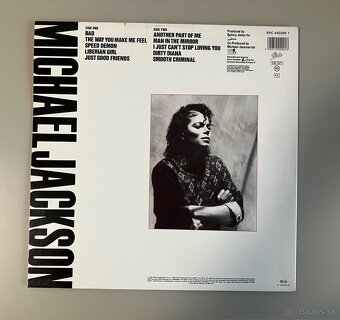 MICHAEL JACKSON
SIDE ONE
BAD
THE WAY YOU MAKE ME FEEL
SPEED DEMON
LIBERIAN GIRL
JUST GOOD FRIENDS
SIDE TWO
ANOTHER PART OF ME
MAN IN THE MIRROR
I JUST CAN'T STOP LOVING YOU
DIRTY DIANA
SMOOTH CRIMINAL
Produced by
Quincy Jones for
Co-Produced by
Michael Jackson for
EPC 450290 1
Bazos.sk